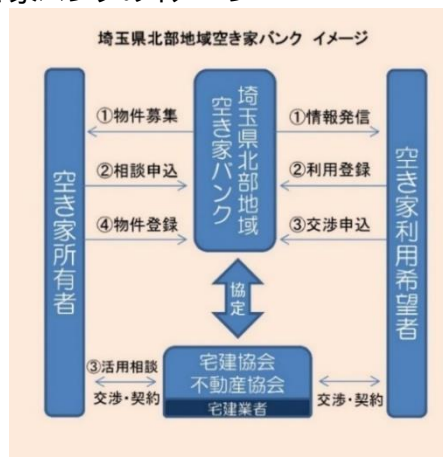 埼玉県北部地域空き家バンク イメージ
空き家所有者
①物件募集
②相談申込
④物件登録
埼玉県北部地域
空き家バンク
①情報発信
②利用登録
③交渉申込
空き家利用希望者
協定
③活用相談
交渉・契約
宅建協会
不動産協会
宅建業者
交渉・契約